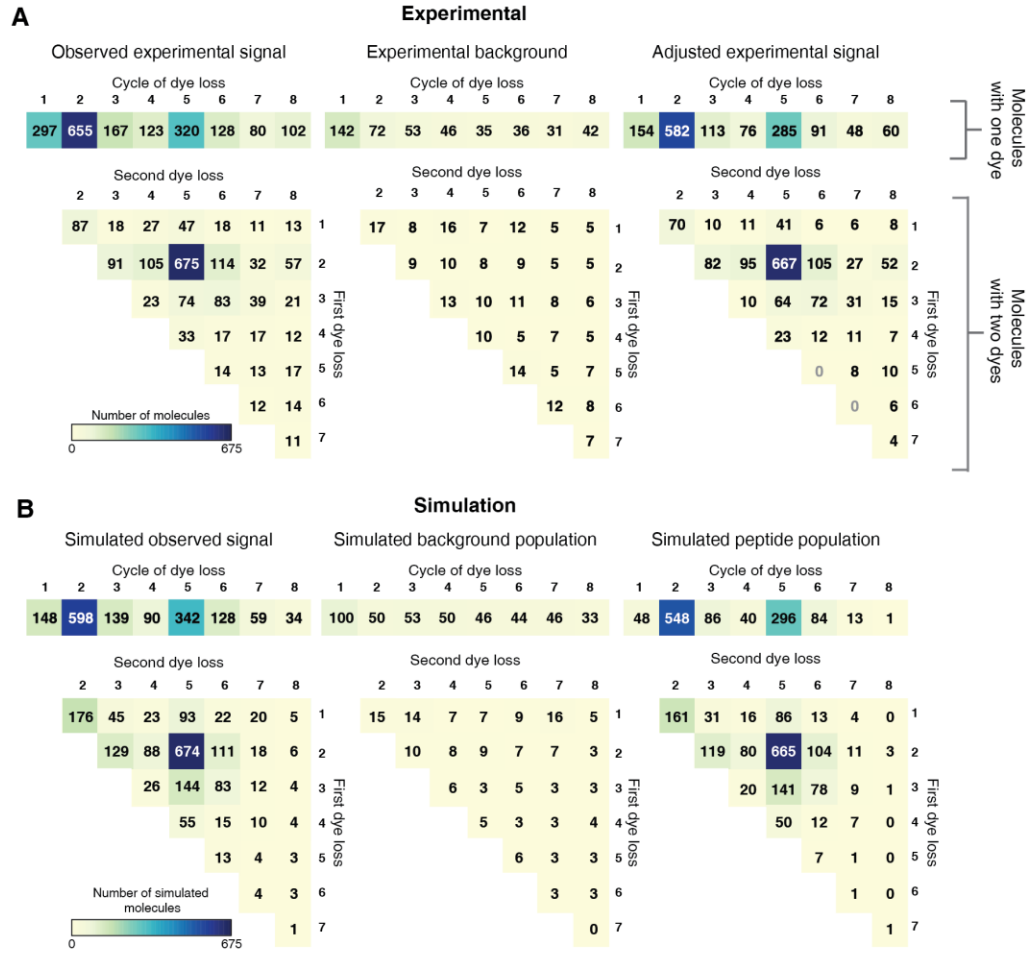 A
Experimental
Observed experimental signal Experimental background Adjusted experimental signal
Cycle of dye loss Cycle of dye loss
1 2 3 4 5 6 7 8 1 2 3 4 5 6 7 8 1 2 3 4 5 6 7 8
297 655 167 123 320 128 80 102 142 72 53 46 35 36 31 42 154 582 113 76 285 91 48 60
Molecules
with one dye
Second dye loss Second dye loss Second dye loss
2 3 4 5 6 7 8 2 3 4 5 6 7 8 2 3 4 5 6 7 8
87 18 27 47 18 11 13 1 17 8 16 7 12 5 5 1 70 10 11 41 6 6 8 1
91 105 675 114 32 57 2 9 10 8 9 5 5 2 82 95 667 105 27 52 2
23 74 83 39 21 3 13 10 11 8 6 3 10 64 72 31 15 3
33 17 17 12 4 10 5 7 5 4 23 12 11 7 4
14 13 17 5 14 5 7 5 0 8 10 5
12 14 6 12 8 6 0 6 6
11 7 7 7 4 7
First dye loss First dye loss First dye loss
Molecules
with two dyes
Number of molecules
0 675
B
Simulation
Simulated observed signal Simulated background population Simulated peptide population
Cycle of dye loss Cycle of dye loss Cycle of dye loss
1 2 3 4 5 6 7 8 1 2 3 4 5 6 7 8 1 2 3 4 5 6 7 8
148 598 139 90 342 128 59 34 100 50 53 50 46 44 46 33 48 548 86 40 296 84 13 1
Second dye loss Second dye loss Second dye loss
2 3 4 5 6 7 8 2 3 4 5 6 7 8 2 3 4 5 6 7 8
176 45 23 93 22 20 5 1 15 14 7 7 9 16 5 1 161 31 16 86 13 4 0 1
129 88 674 111 18 6 2 10 8 9 7 7 3 2 119 80 665 104 11 3 2
26 144 83 12 4 3 6 3 5 3 3 3 20 141 78 9 1 3
55 15 10 4 4 5 3 3 4 4 50 12 7 0 4
13 4 3 5 6 3 3 5 7 1 0 5
4 3 6 3 3 6 1 0 6
1 7 0 7 1 7
First dye loss First dye loss First dye loss
Number of simulated
molecules
0 675